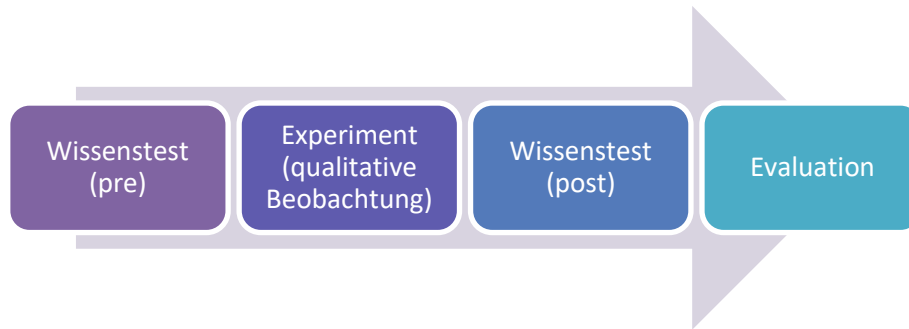 Wissenstest
(pre)
Experiment
(qualitative
Beobachtung)
Wissenstest
(post)
Evaluation